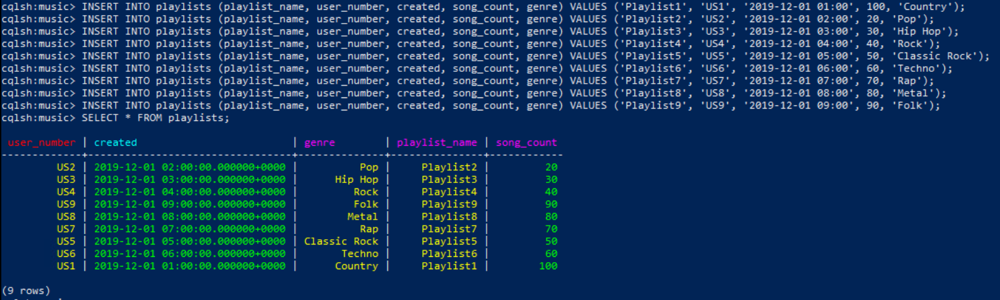 cqlsh:music> INSERT INTO playlists (playlist_name, user_number, created, song_count, genre) VALUES ('Playlist1', 'US1', '2019-12-01 01:00', 100, 'Country');
cqlsh:music> INSERT INTO playlists (playlist_name, user_number, created, song_count, genre) VALUES ('Playlist2', 'US2', '2019-12-01 02:00', 20, 'Pop');
cqlsh:music> INSERT INTO playlists (playlist_name, user_number, created, song_count, genre) VALUES ('Playlist3', 'US3', '2019-12-01 03:00', 30, 'Hip Hop');
cqlsh:music> INSERT INTO playlists (playlist_name, user_number, created, song_count, genre) VALUES ('Playlist4', 'US4', '2019-12-01 04:00', 40, 'Rock');
cqlsh:music> INSERT INTO playlists (playlist_name, user_number, created, song_count, genre) VALUES ('Playlist5', 'US5', '2019-12-01 05:00', 50, 'Classic Rock');
cqlsh:music> INSERT INTO playlists (playlist_name, user_number, created, song_count, genre) VALUES ('Playlist6', 'US6', '2019-12-01 06:00', 60, 'Techno');
cqlsh:music> INSERT INTO playlists (playlist_name, user_number, created, song_count, genre) VALUES ('Playlist7', 'US7', '2019-12-01 07:00', 70, 'Rap');
cqlsh:music> INSERT INTO playlists (playlist_name, user_number, created, song_count, genre) VALUES ('Playlist8', 'US8', '2019-12-01 08:00', 80, 'Metal');
cqlsh:music> INSERT INTO playlists (playlist_name, user_number, created, song_count, genre) VALUES ('Playlist9', 'US9', '2019-12-01 09:00', 90, 'Folk');
cqlsh:music> SELECT * FROM playlists;
 user_number | created                         | genre        | playlist_name | song_count
-------------+---------------------------------+--------------+---------------+------------
         US2 | 2019-12-01 02:00:00.000000+0000 |          Pop |     Playlist2 |         20
         US3 | 2019-12-01 03:00:00.000000+0000 |      Hip Hop |     Playlist3 |         30
         US4 | 2019-12-01 04:00:00.000000+0000 |         Rock |     Playlist4 |         40
         US9 | 2019-12-01 09:00:00.000000+0000 |         Folk |     Playlist9 |         90
         US8 | 2019-12-01 08:00:00.000000+0000 |        Metal |     Playlist8 |         80
         US7 | 2019-12-01 07:00:00.000000+0000 |          Rap |     Playlist7 |         70
         US5 | 2019-12-01 05:00:00.000000+0000 | Classic Rock |     Playlist5 |         50
         US6 | 2019-12-01 06:00:00.000000+0000 |       Techno |     Playlist6 |         60
         US1 | 2019-12-01 01:00:00.000000+0000 |      Country |     Playlist1 |        100
(9 rows)